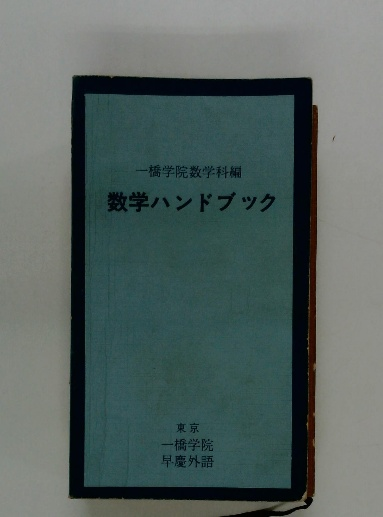 一橋学院数学科編
数学ハンドブック
東京
一橋学院
早慶外語